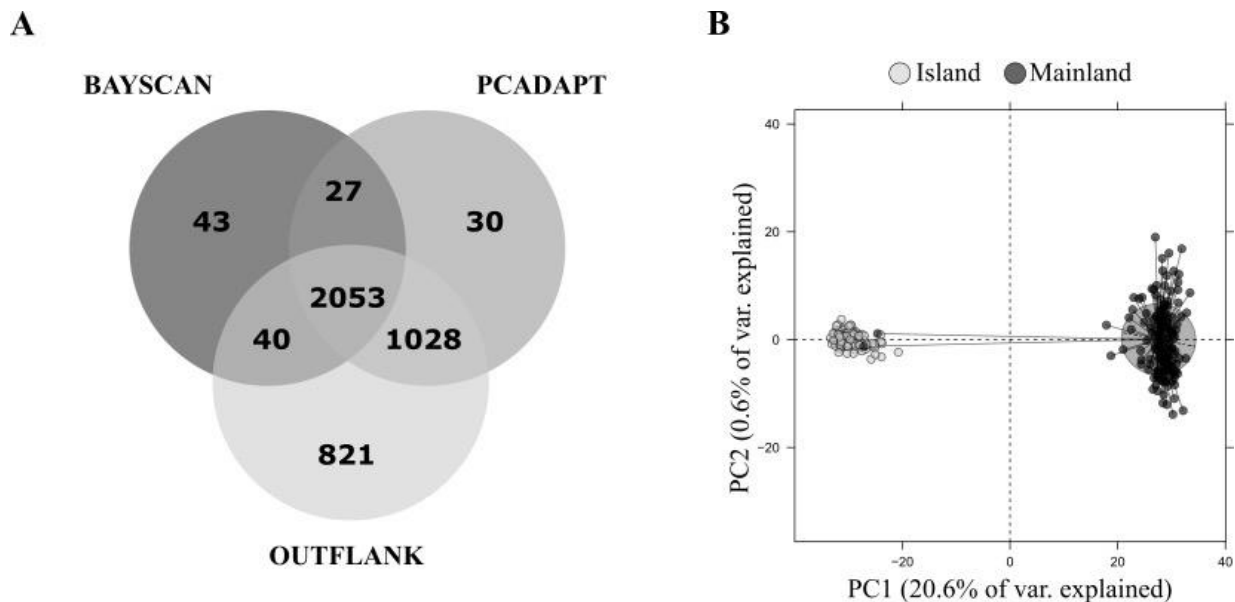 A
BAYSCAN
PCADAPT
43
27
30
2053
40
1028
821
OUTFLANK
B
Island Mainland
40
20
0
−20
PC2 (0.6% of var. explained)
−20 0 20 40
PC1 (20.6% of var. explained)